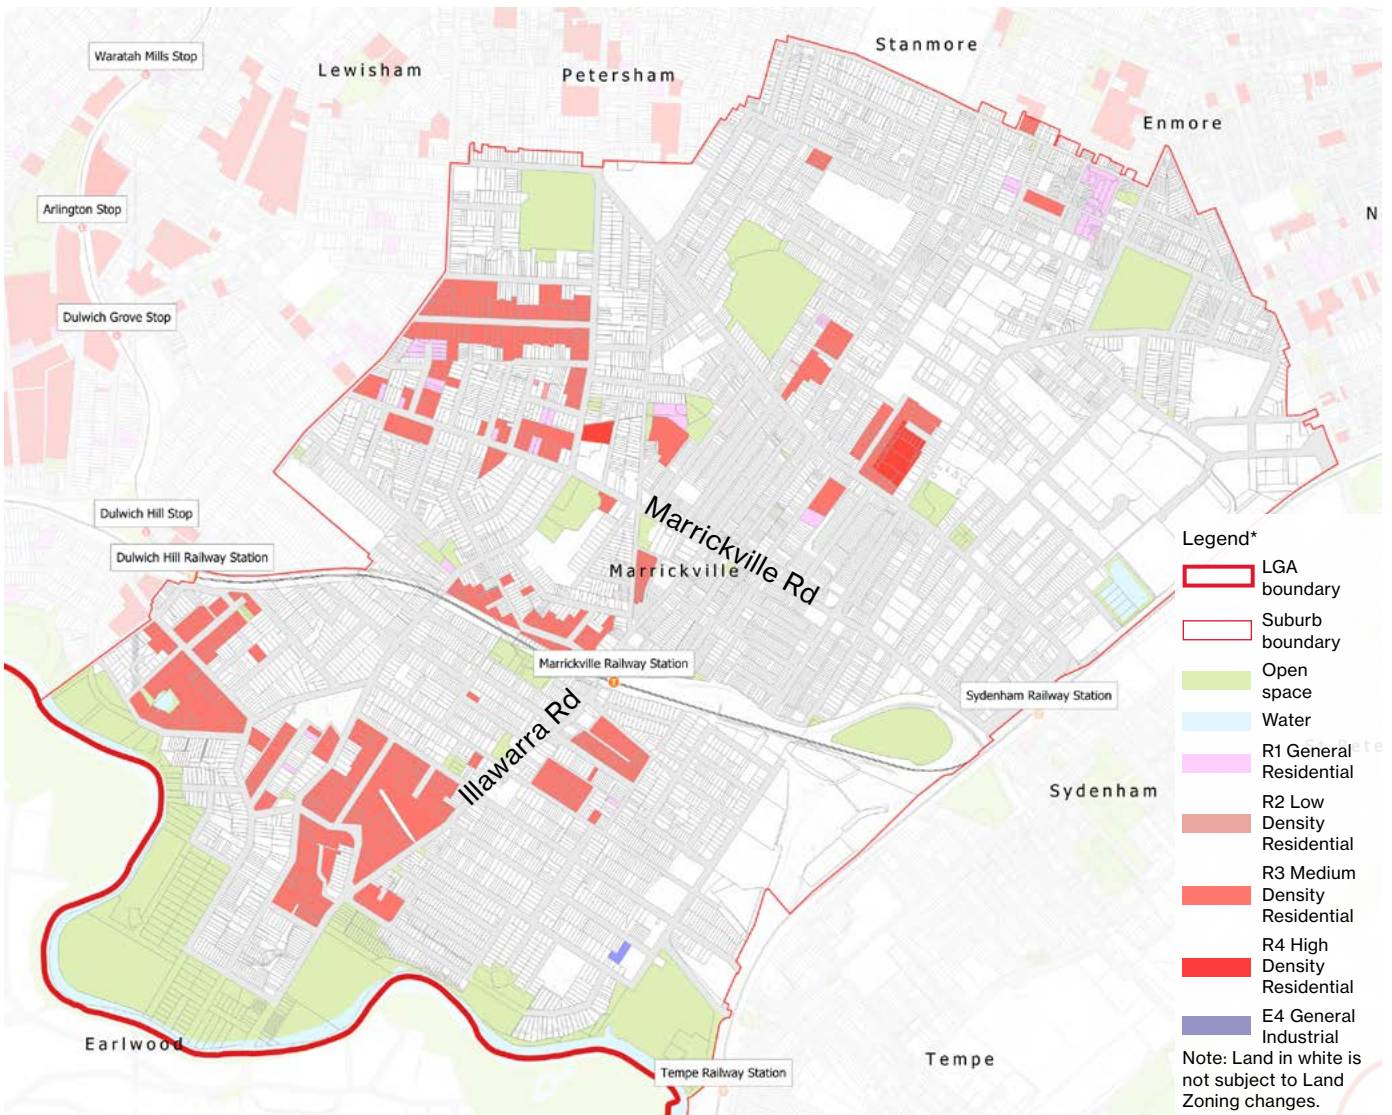 Stanmore
Waratah Mills Stop
Lewisham
Petersham
Enmore
Arlington Stop
N
Dulwich Grove Stop
Dulwich Hill Stop
Marrickville Rd
Dulwich Hill Railway Station
Marrickville
Marrickville Railway Station
Illawarra Rd
Sydenham Railway Station
Sydenham
Earlwood
Tempe
Tempe Railway Station
Legend*
LGA
boundary
Suburb
boundary
Open
space
Water
R1 General
Residential
R2 Low
Density
Residential
R3 Medium
Density
Residential
R4 High
Density
Residential
E4 General
Industrial
Note: Land in white is
not subject to Land
Zoning changes.